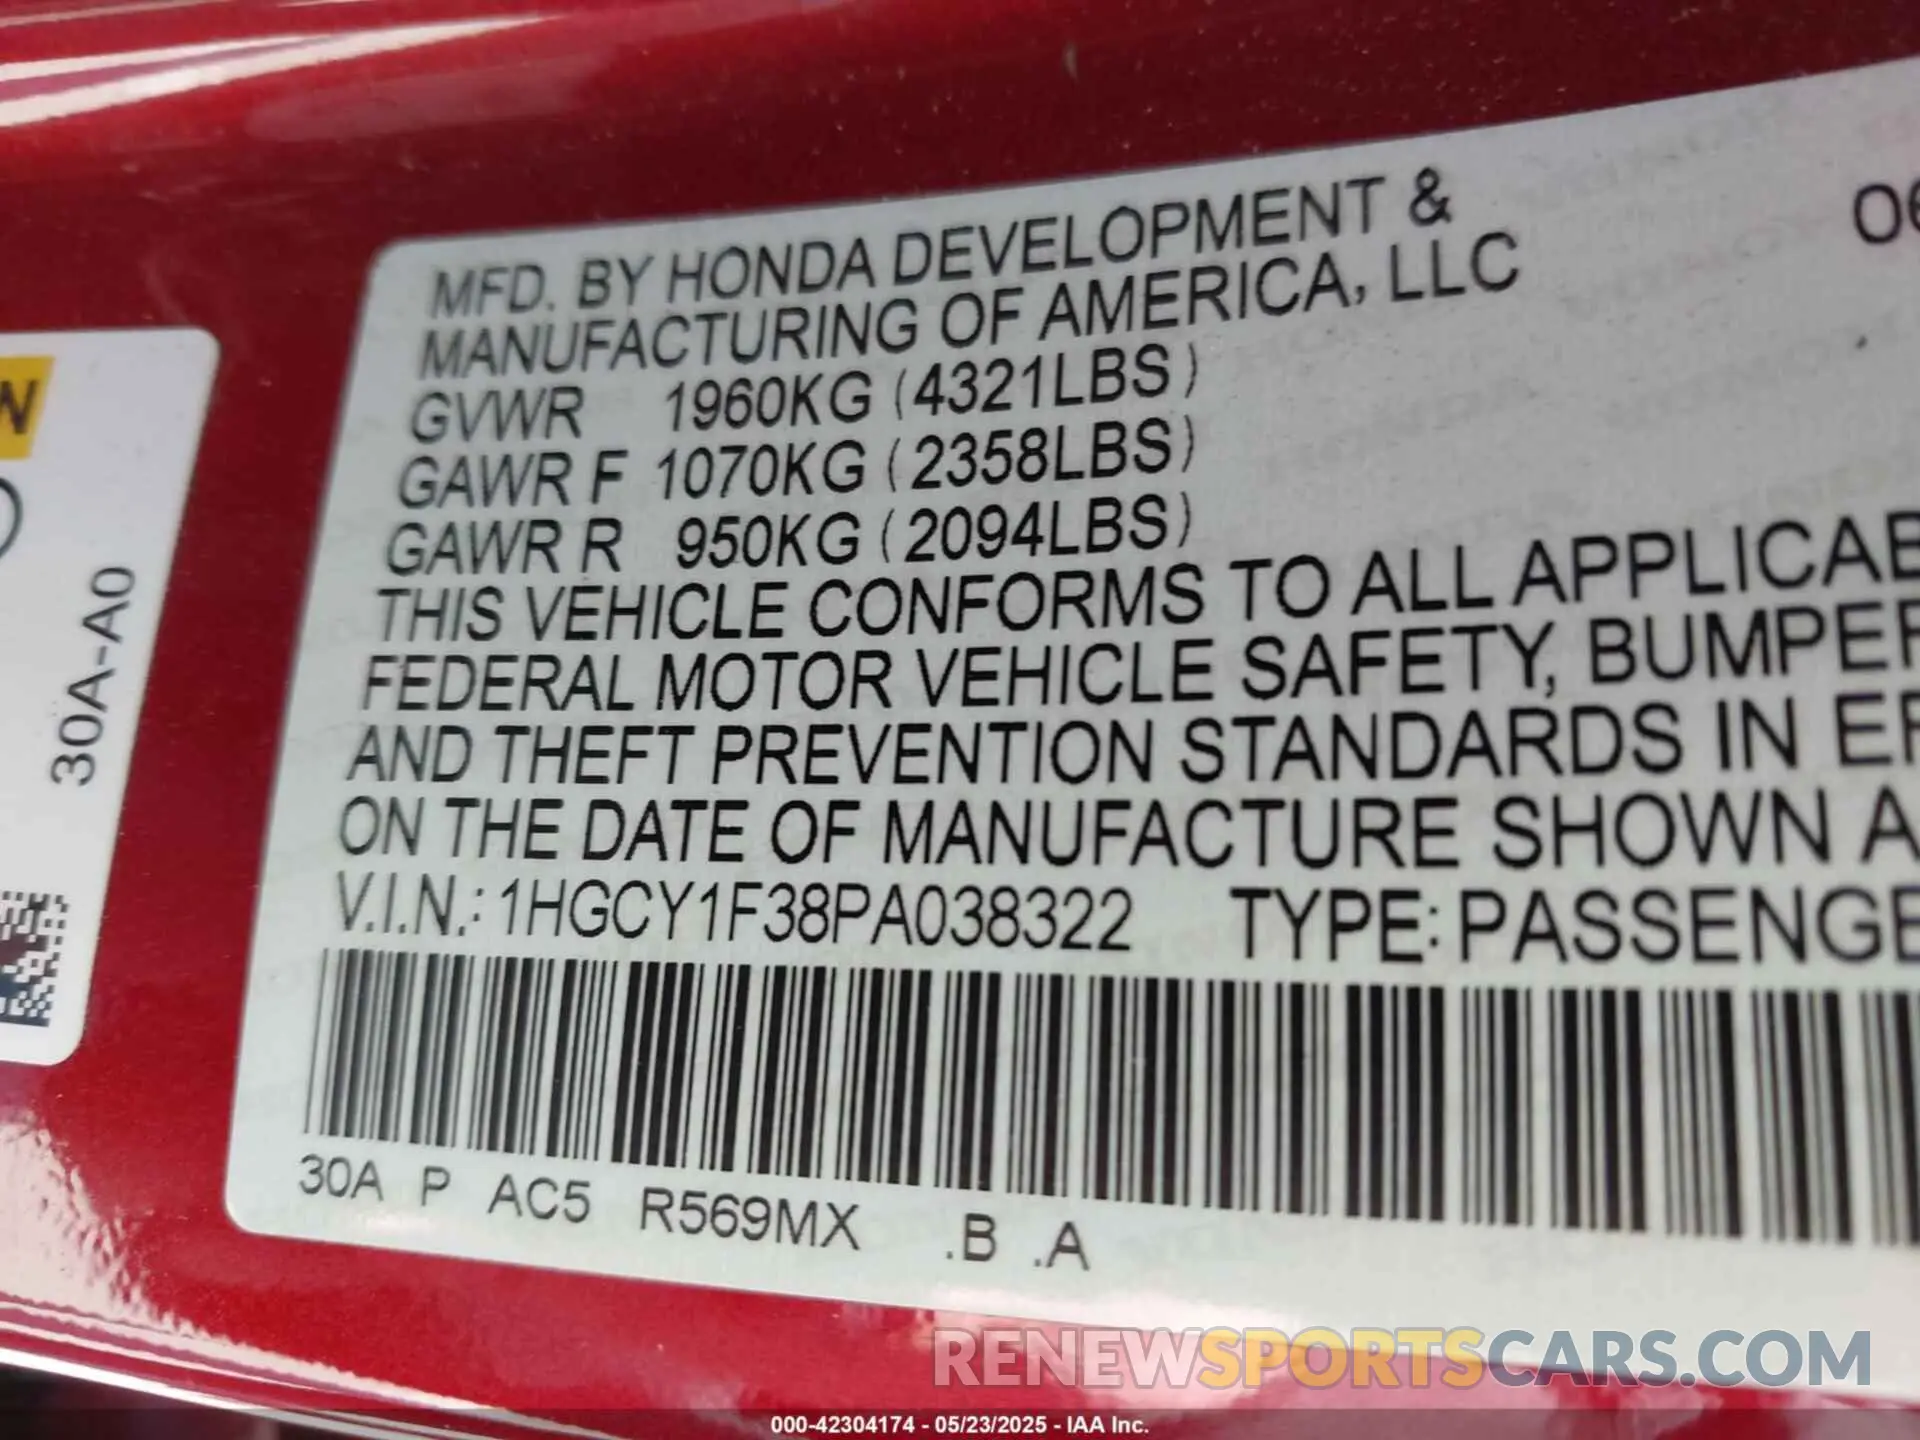 MFD. BY HONDA DEVELOPMENT &
MANUFACTURING OF AMERICA, LLC
GVWR 1960KG (4321LBS)
GAWR F 1070KG (2358LBS)
GAWR R 950KG (2094LBS)
THIS VEHICLE CONFORMS TO ALL APPLICAB
FEDERAL MOTOR VEHICLE SAFETY, BUMPER
AND THEFT PREVENTION STANDARDS IN EF
ON THE DATE OF MANUFACTURE SHOWN A
V.I.N.: 1HGCY1F38PA038322 TYPE: PASSENGE
30A P AC5 R569MX .B .A
06
N
30A-A0
RENEWSPORTSCARS.COM
000-42304174 - 05/23/2025 - IAA Inc.